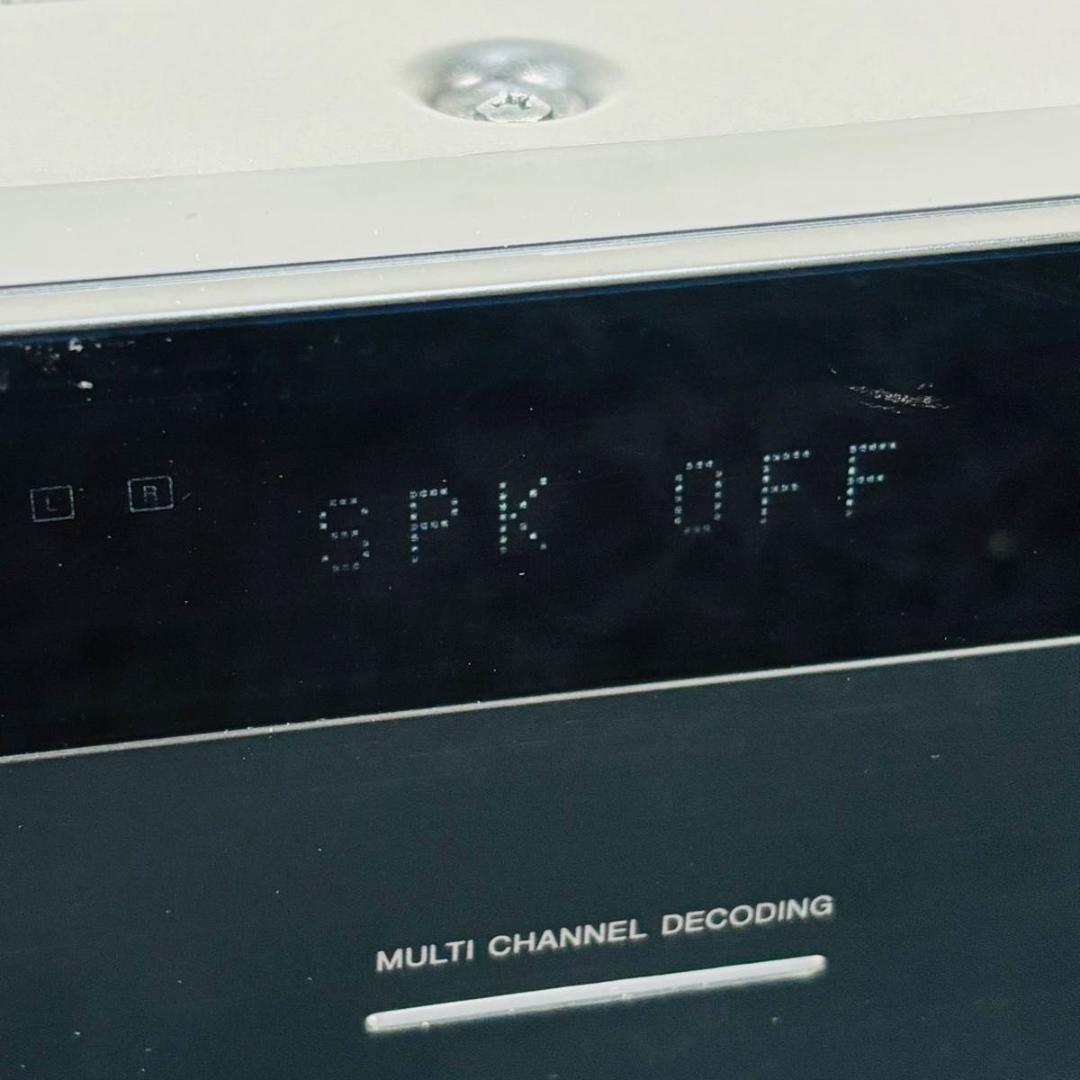 L R SPK OFF
MULTI CHANNEL DECODING